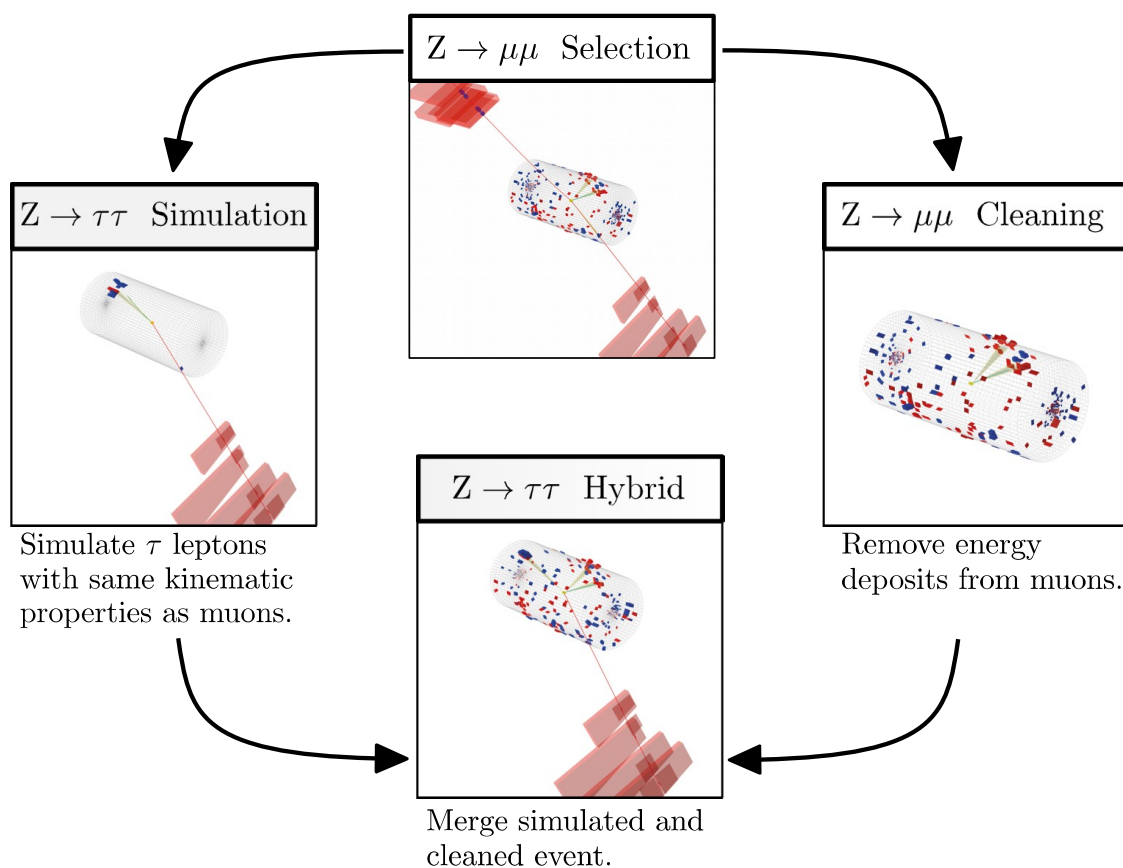 Z → μμ Selection
Z → ττ Simulation
Z → μμ Cleaning
Simulate τ leptons
with same kinematic
properties as muons.
Remove energy
deposits from muons.
Z → ττ Hybrid
Merge simulated and
cleaned event.